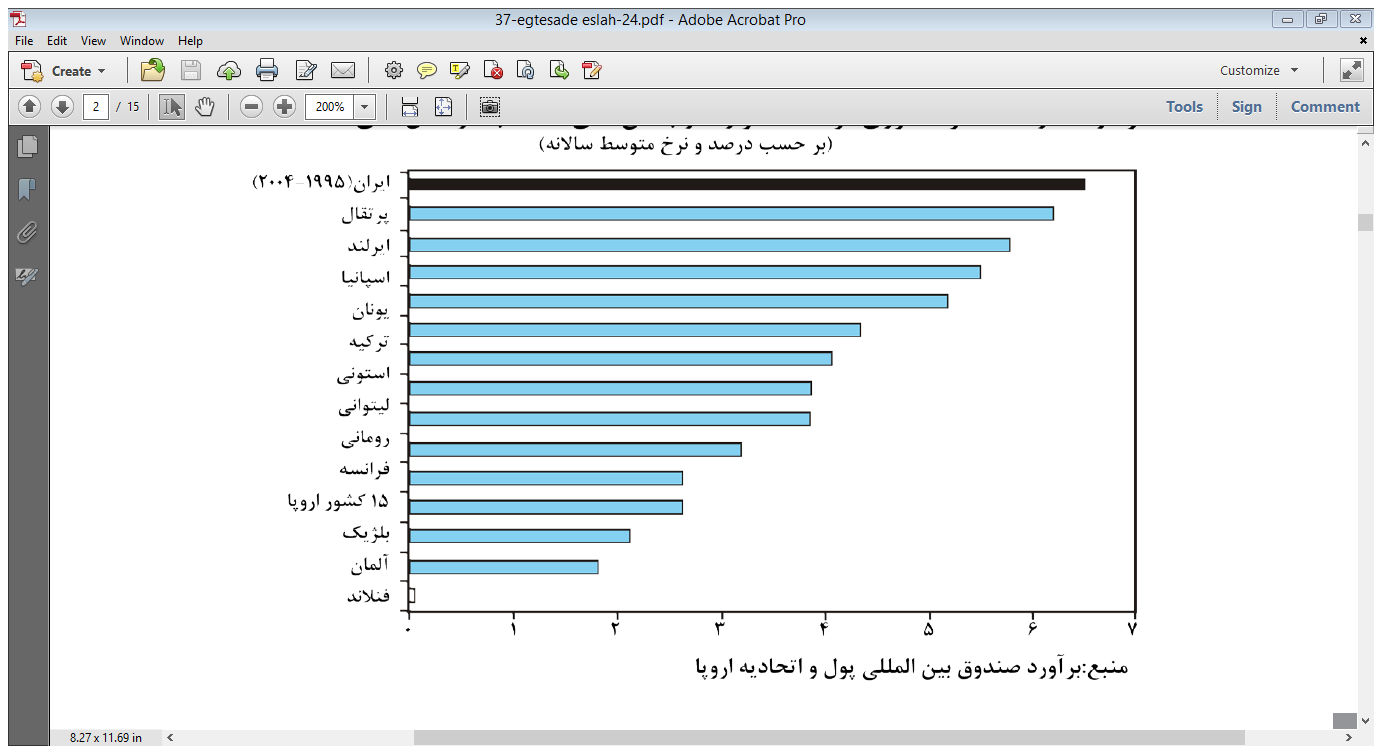 37-egtesade eslah-24.pdf - Adobe Acrobat Pro
File Edit View Window Help
Create Customize
2 / 15 200% Tools Sign Comment
(بر حسب درصد و نرخ متوسط سالانه)
ایران(۱۹۹۵-۲۰۰۴)
پرتقال
ایرلند
اسپانیا
یونان
ترکیه
استونی
لیتوانی
رومانی
فرانسه
۱۵ کشور اروپا
بلژیک
آلمان
فنلاند
۰ ۱ ۲ ۳ ۴ ۵ ۶ ۷
منبع:برآورد صندوق بین المللی پول و اتحادیه اروپا
8.27 x 11.69 in